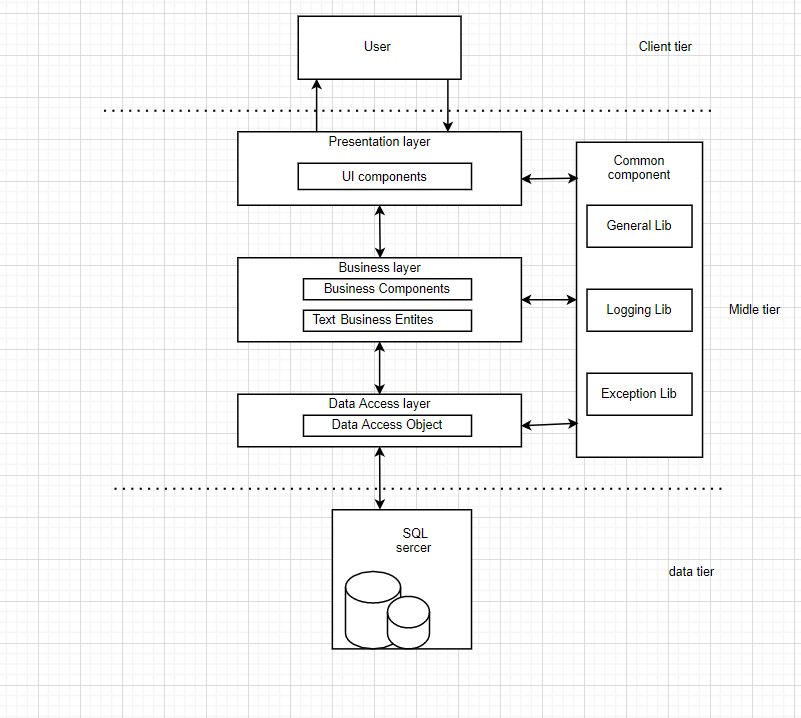 User
Client tier
Presentation layer
UI components
Common
component
General Lib
Business layer
Business Components
Text Business Entites
Logging Lib
Midle tier
Exception Lib
Data Access layer
Data Access Object
SQL
sercer
data tier